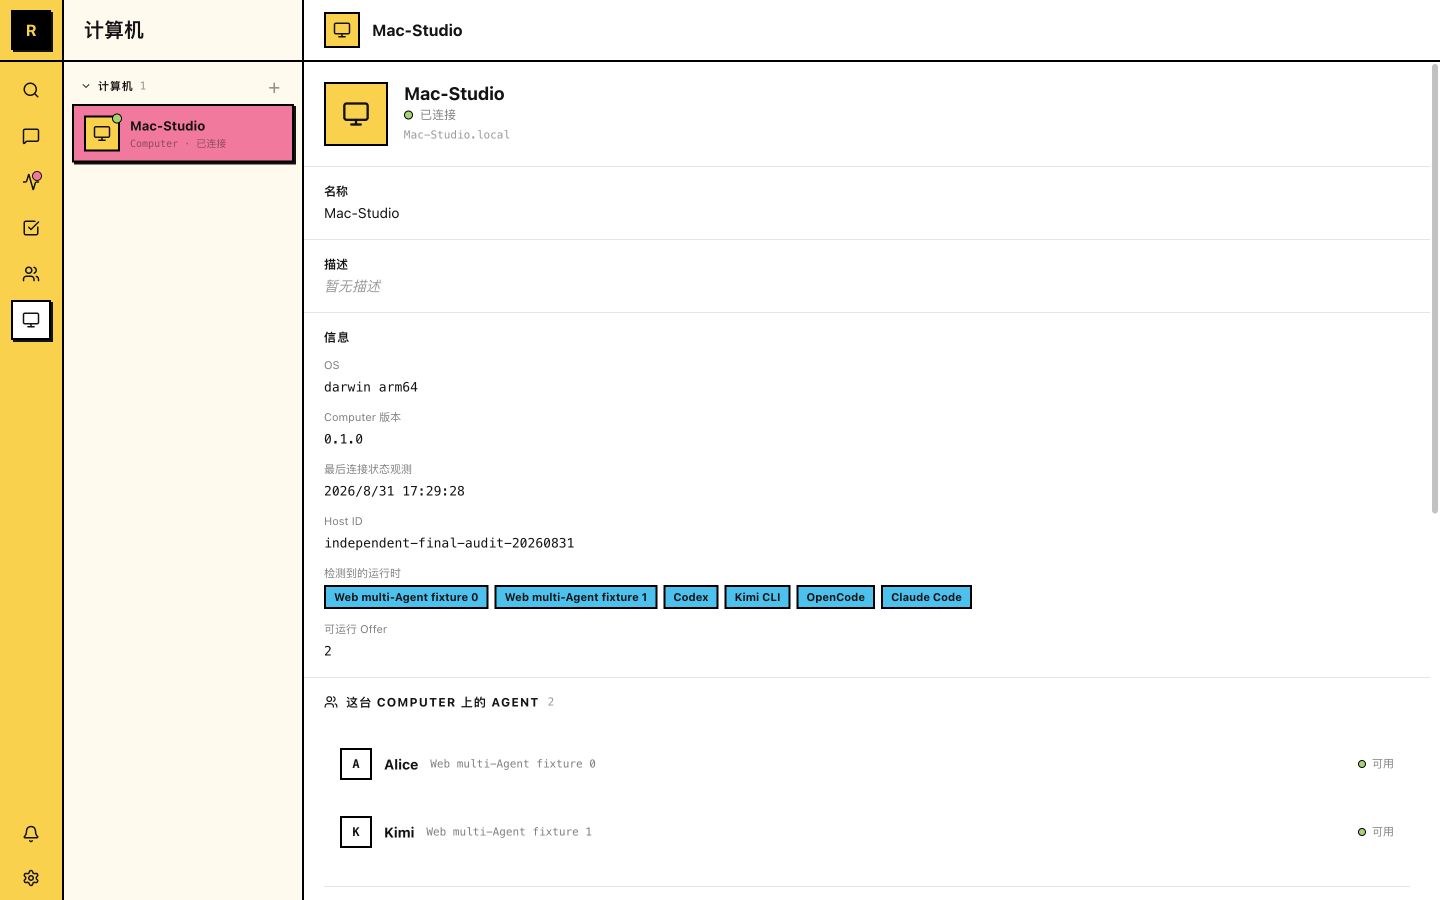 R
计算机
Mac-Studio
计算机 1
Mac-Studio
Computer · 已连接
Mac-Studio
已连接
Mac-Studio.local
名称
Mac-Studio
描述
暂无描述
信息
OS
darwin arm64
Computer 版本
0.1.0
最后连接状态观测
2026/8/31 17:29:28
Host ID
independent-final-audit-20260831
检测到的运行时
Web multi-Agent fixture 0
Web multi-Agent fixture 1
Codex
Kimi CLI
OpenCode
Claude Code
可运行 Offer
2
这台 COMPUTER 上的 AGENT 2
A
Alice Web multi-Agent fixture 0
可用
K
Kimi Web multi-Agent fixture 1
可用